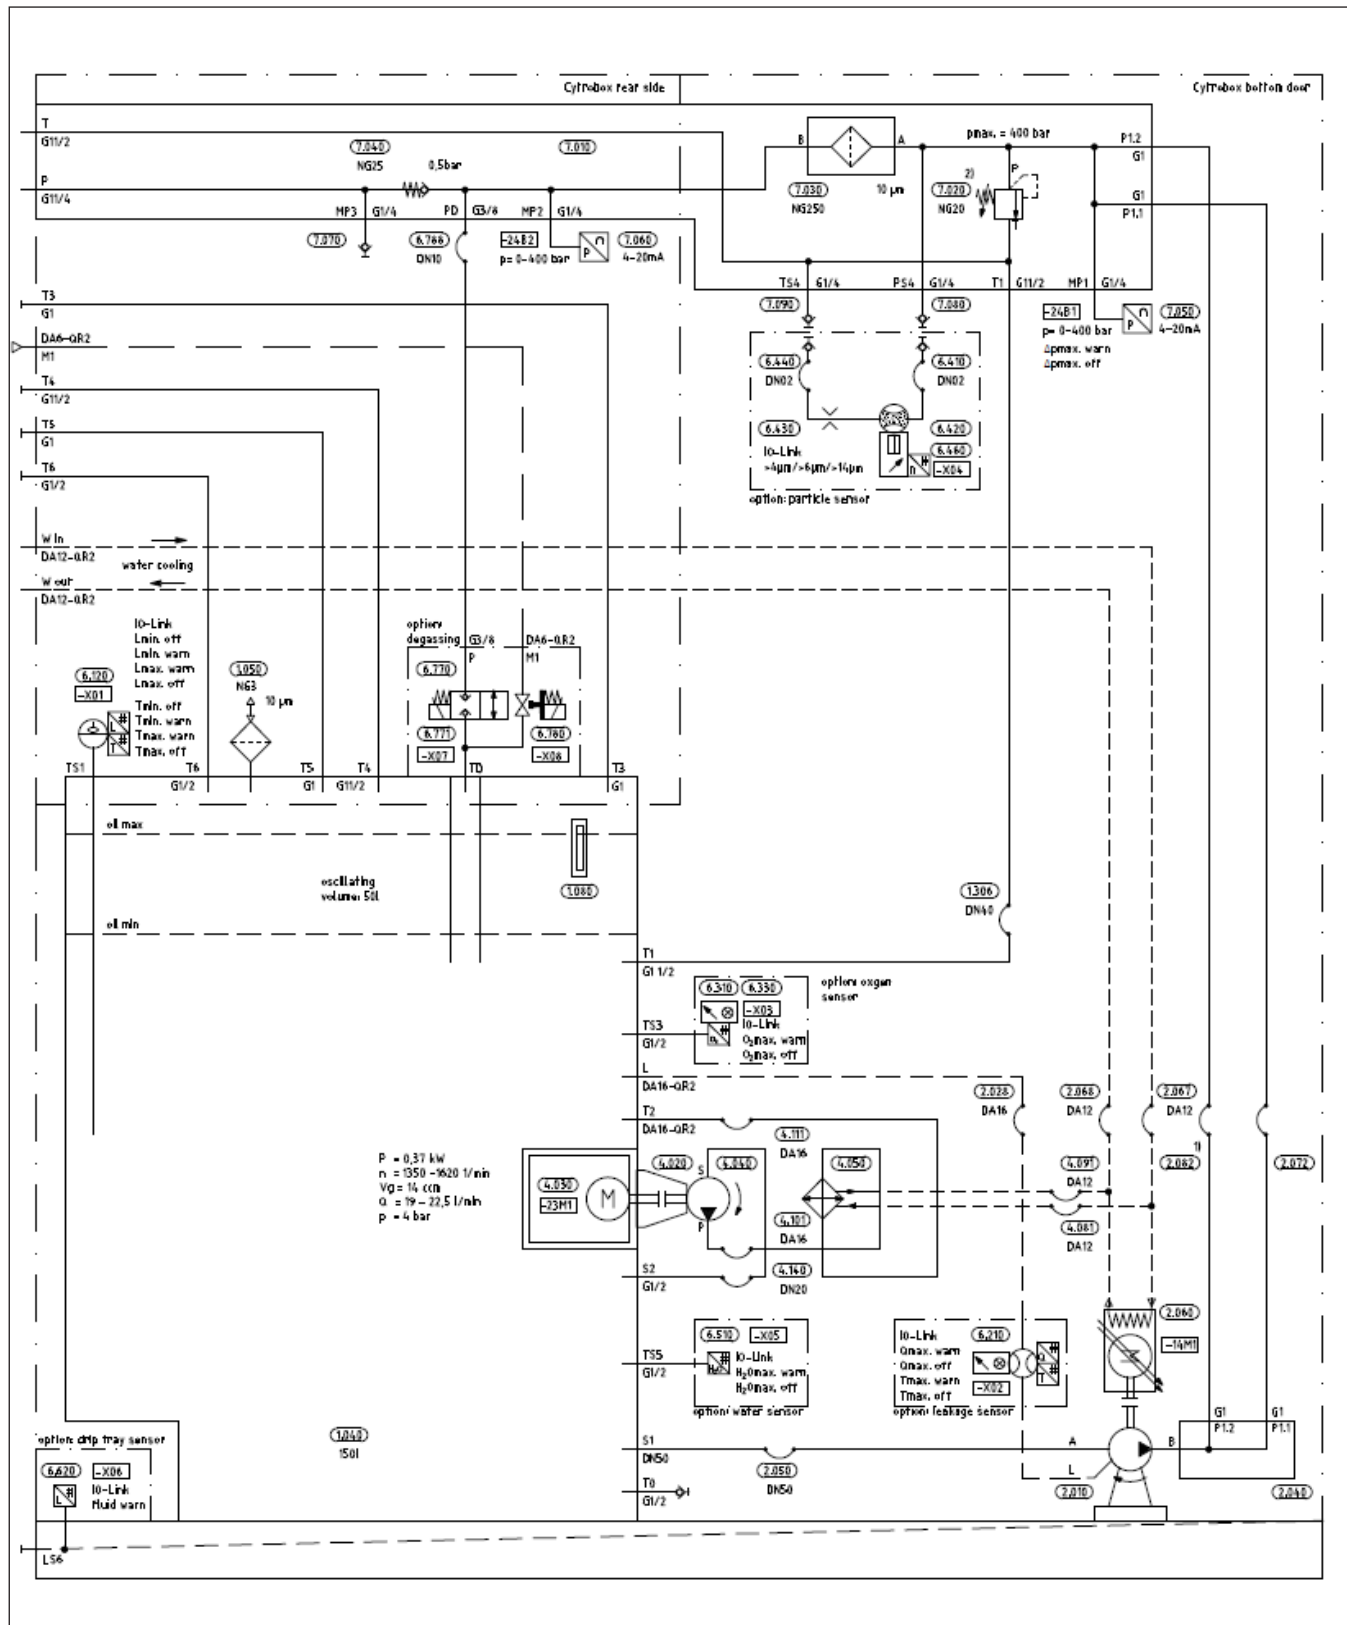 Cytrobox rear side
Cytrobox bottom door
T
G11/2
7.040
NG25
0,5bar
7.010
B
A
pmax. = 400 bar
P1.2
G1
P
G11/4
7.030
NG250
10 µm
2)
7.020
NG20
P
G1
P1.1
MP3
G1/4
PD
G3/8
MP2
G1/4
7.070
6.788
DN10
-24B2
p= 0-400 bar
P
7.060
4-20mA
TS4
G1/4
PS4
G1/4
T1
G11/2
MP1
G1/4
T3
G1
7.090
7.080
-24B1
p= 0-400 bar
Δpmax. warn
Δpmax. off
P
7.050
4-20mA
DA6-QR2
M1
6.440
DN02
6.410
DN02
T4
G11/2
T5
G1
6.430
IO-Link
>4µm/>6µm/>14µm
6.420
6.460
-X04
n
#
option: particle sensor
T6
G1/2
W in
DA12-QR2
water cooling
W out
DA12-QR2
IO-Link
Lmin. off
Lmin. warn
Lmax. warn
Lmax. off
Tmin. off
Tmin. warn
Tmax. warn
Tmax. off
6.120
-X01
L
#
T
#
1.050
NG3
10 µm
option:
degassing
G3/8
P
DA6-QR2
M1
6.770
6.771
-X07
6.780
-X08
TS1
T6
G1/2
T5
G1
T4
G11/2
TD
T3
G1
oil max
oscillating
volume: 50l
1.080
oil min
1.306
DN40
T1
G1 1/2
option: oxgen
sensor
6.310
6.330
-X03
IO-Link
O₂max. warn
O₂max. off
TS3
G1/2
L
DA16-QR2
2.028
DA16
2.068
DA12
2.067
DA12
T2
DA16-QR2
4.111
DA16
1)
P = 0,37 kW
n = 1350 -1620 1/min
Vg = 14 ccm
Q = 19 - 22,5 l/min
p = 4 bar
4.030
-23M1
M
4.020
4.040
S
P
4.050
4.091
DA12
2.082
2.072
4.101
DA16
4.081
DA12
S2
G1/2
4.140
DN20
6.510
-X05
IO-Link
H₂Omax. warn
H₂Omax. off
TS5
G1/2
option: water sensor
IO-Link
Qmax. warn
Qmax. off
Tmax. warn
Tmax. off
6.210
-X02
Q
#
T
#
option: leakage sensor
2.060
M
-14M1
G1
P1.2
G1
P1.1
option: drip tray sensor
6.620
-X06
IO-Link
fluid warn
L
#
1.040
150l
S1
DN50
2.050
DN50
A
B
L
2.010
2.040
T0
G1/2
LS6